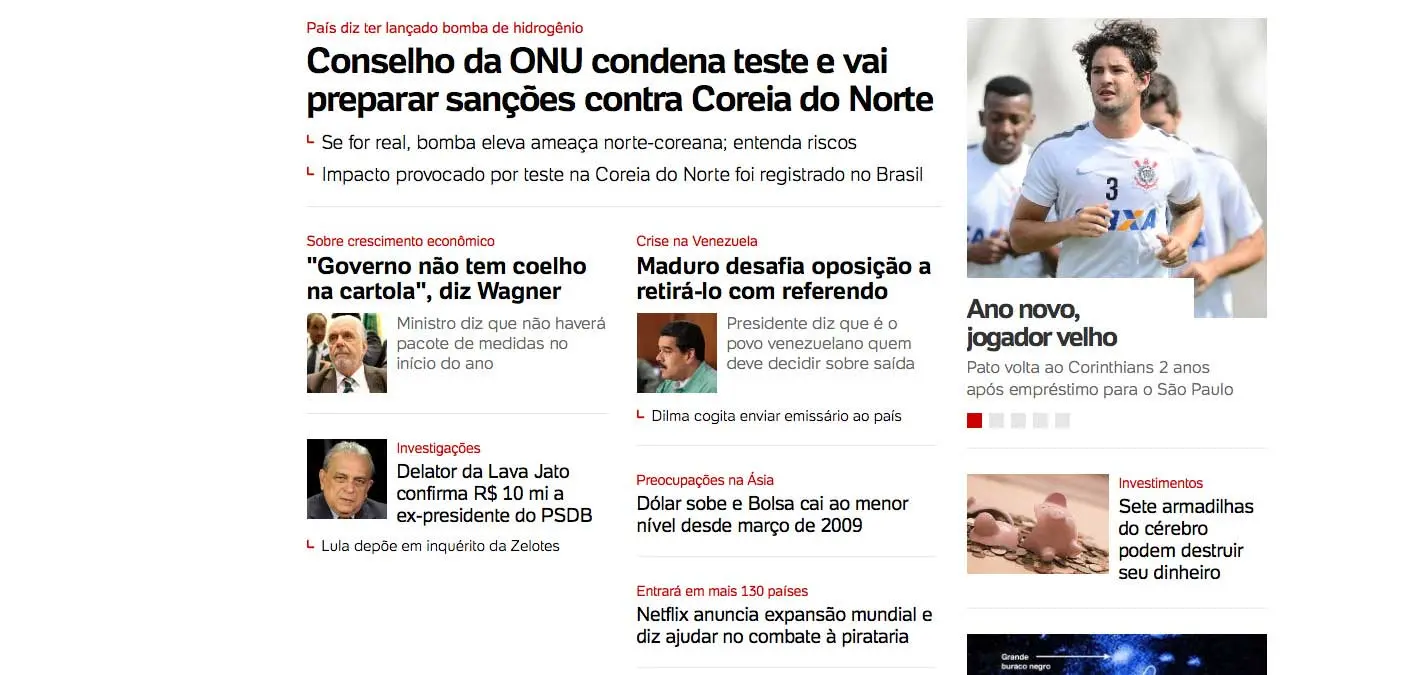 País diz ter lançado bomba de hidrogênio
Conselho da ONU condena teste e vai
preparar sanções contra Coreia do Norte
Se for real, bomba eleva ameaça norte-coreana; entenda riscos
Impacto provocado por teste na Coreia do Norte foi registrado no Brasil
Sobre crescimento econômico
"Governo não tem coelho
na cartola", diz Wagner
Ministro diz que não haverá
pacote de medidas no
início do ano
Investigações
Delator da Lava Jato
confirma R$ 10 mi a
ex-presidente do PSDB
Lula depõe em inquérito da Zelotes
Crise na Venezuela
Maduro desafia oposição a
retirá-lo com referendo
Presidente diz que é o
povo venezuelano quem
deve decidir sobre saída
Dilma cogita enviar emissário ao país
Preocupações na Ásia
Dólar sobe e Bolsa cai ao menor
nível desde março de 2009
Entrará em mais 130 países
Netflix anuncia expansão mundial e
diz ajudar no combate à pirataria
3
Ano novo,
jogador velho
Pato volta ao Corinthians 2 anos
após empréstimo para o São Paulo
Investimentos
Sete armadilhas
do cérebro
podem destruir
seu dinheiro
Grande
buraco negro